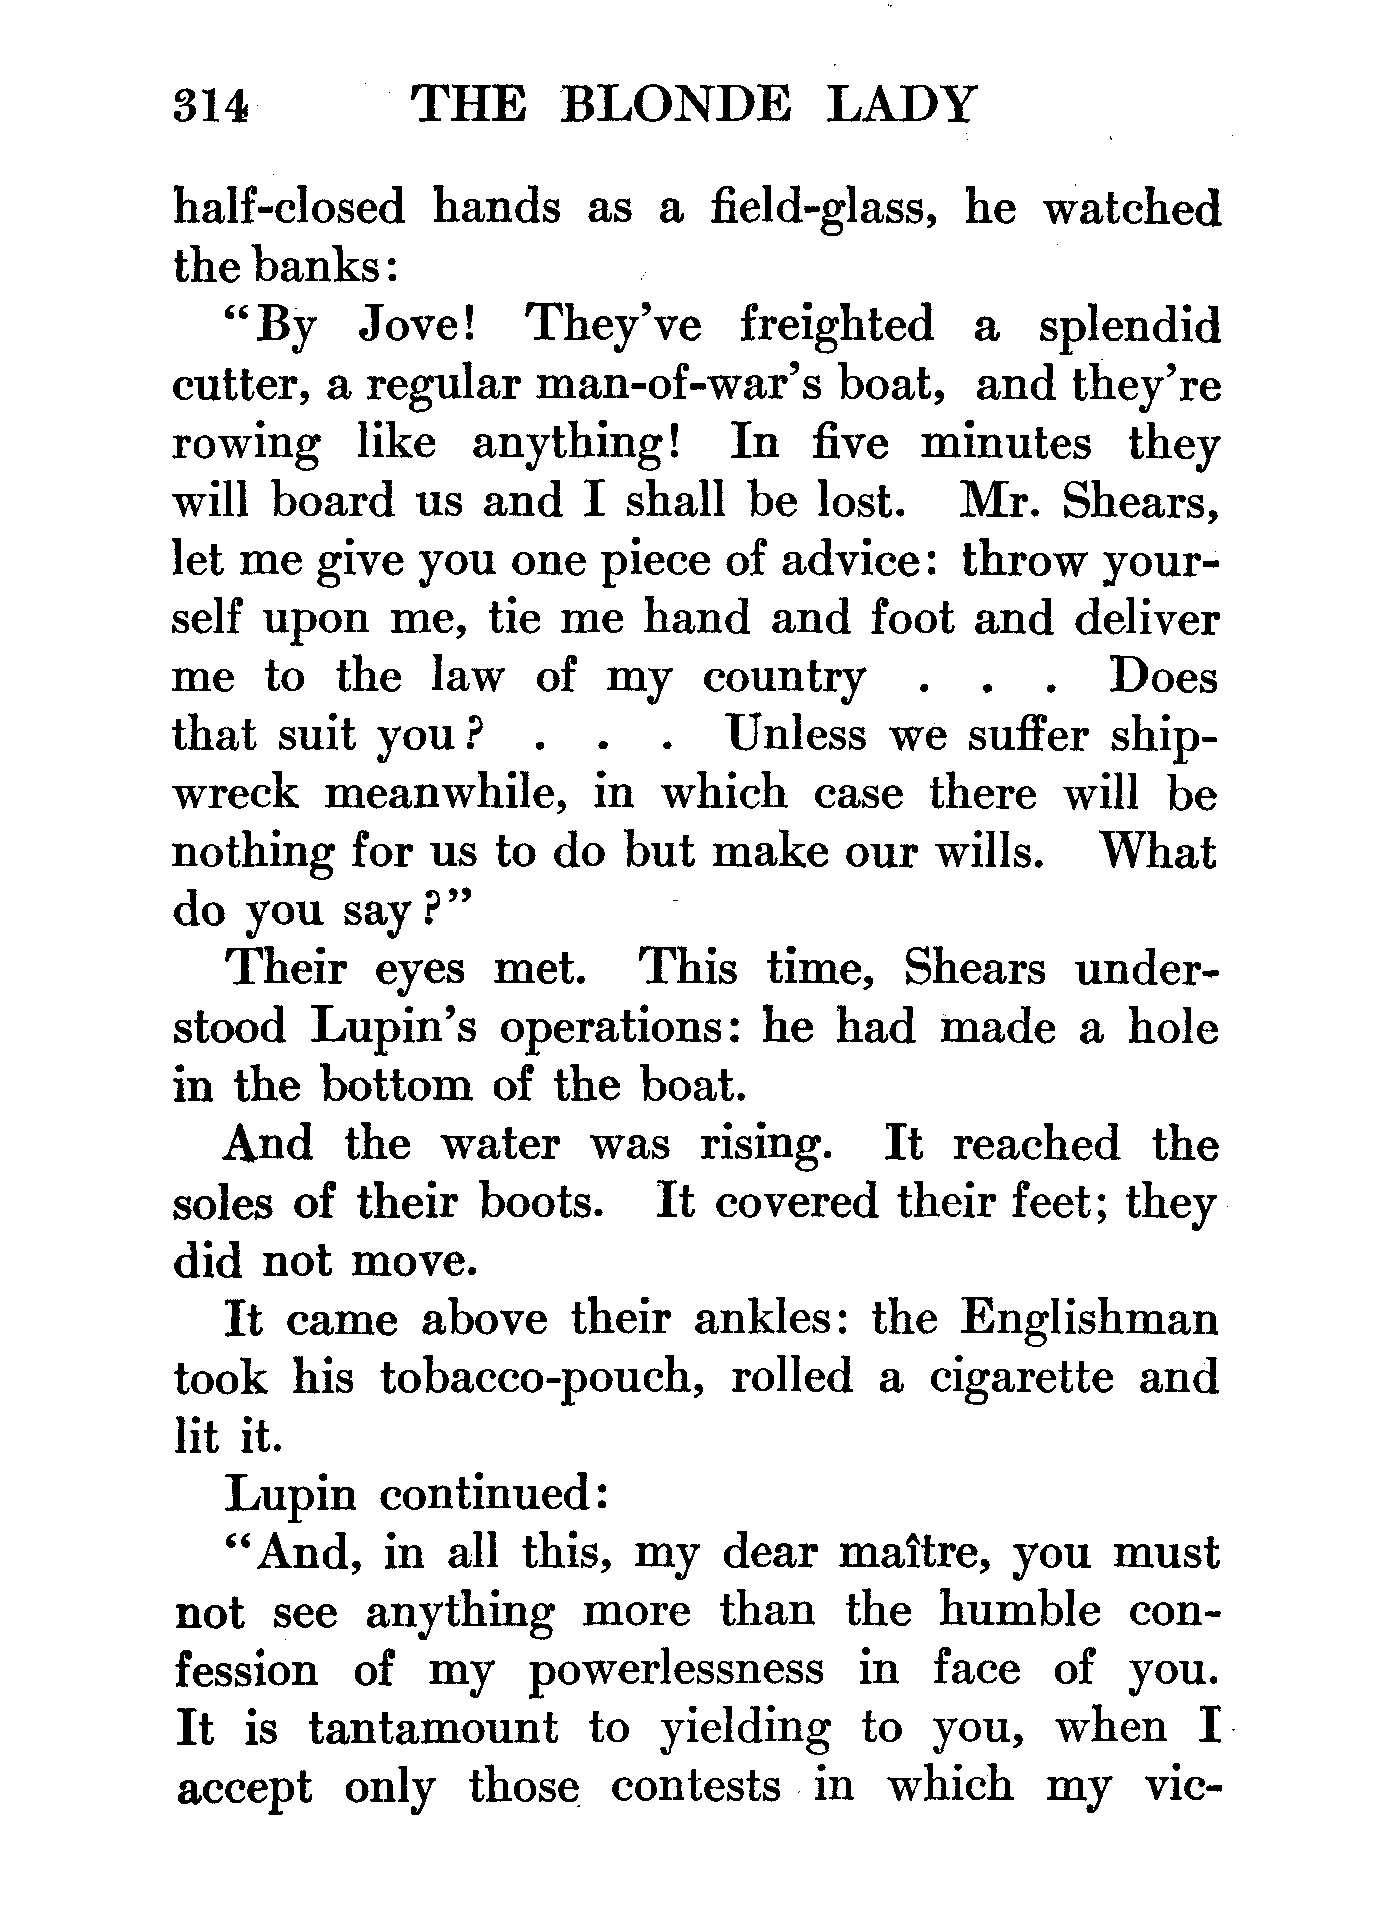 314 THE BLONDE LADY
half-closed hands as a field-glass, he watched
the banks:
“By Jove! They’ve freighted a splendid
cutter, a regular man-of-war’s boat, and they’re
rowing like anything! In five minutes they
will board us and I shall be lost. Mr. Shears,
let me give you one piece of advice: throw your-
self upon me, tie me hand and foot and deliver
me to the law of my country . . . Does
that suit you? . . . Unless we suffer ship-
wreck meanwhile, in which case there will be
nothing for us to do but make our wills. What
do you say?”
Their eyes met. This time, Shears under-
stood Lupin’s operations: he had made a hole
in the bottom of the boat.
And the water was rising. It reached the
soles of their boots. It covered their feet; they
did not move.
It came above their ankles: the Englishman
took his tobacco-pouch, rolled a cigarette and
lit it.
Lupin continued:
“And, in all this, my dear maître, you must
not see anything more than the humble con-
fession of my powerlessness in face of you.
It is tantamount to yielding to you, when I
accept only those contests in which my vic-